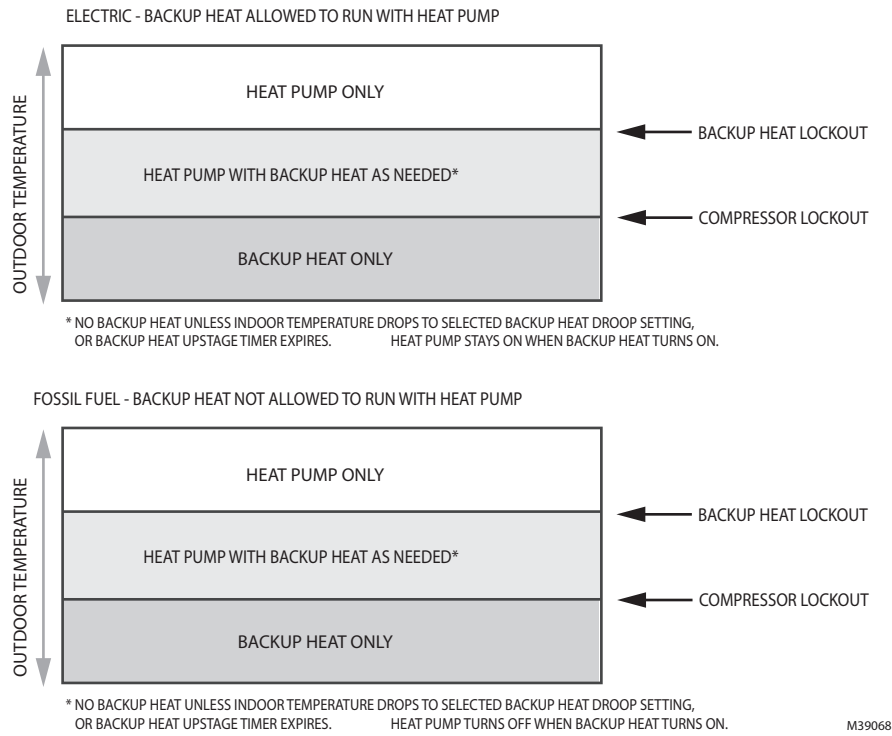 ELECTRIC - BACKUP HEAT ALLOWED TO RUN WITH HEAT PUMP
OUTDOOR TEMPERATURE
HEAT PUMP ONLY
BACKUP HEAT LOCKOUT
HEAT PUMP WITH BACKUP HEAT AS NEEDED*
COMPRESSOR LOCKOUT
BACKUP HEAT ONLY
* NO BACKUP HEAT UNLESS INDOOR TEMPERATURE DROPS TO SELECTED BACKUP HEAT DROOP SETTING,
OR BACKUP HEAT UPSTAGE TIMER EXPIRES. HEAT PUMP STAYS ON WHEN BACKUP HEAT TURNS ON.
FOSSIL FUEL - BACKUP HEAT NOT ALLOWED TO RUN WITH HEAT PUMP
OUTDOOR TEMPERATURE
HEAT PUMP ONLY
BACKUP HEAT LOCKOUT
HEAT PUMP WITH BACKUP HEAT AS NEEDED*
COMPRESSOR LOCKOUT
BACKUP HEAT ONLY
* NO BACKUP HEAT UNLESS INDOOR TEMPERATURE DROPS TO SELECTED BACKUP HEAT DROOP SETTING,
OR BACKUP HEAT UPSTAGE TIMER EXPIRES. HEAT PUMP TURNS OFF WHEN BACKUP HEAT TURNS ON.
M39068